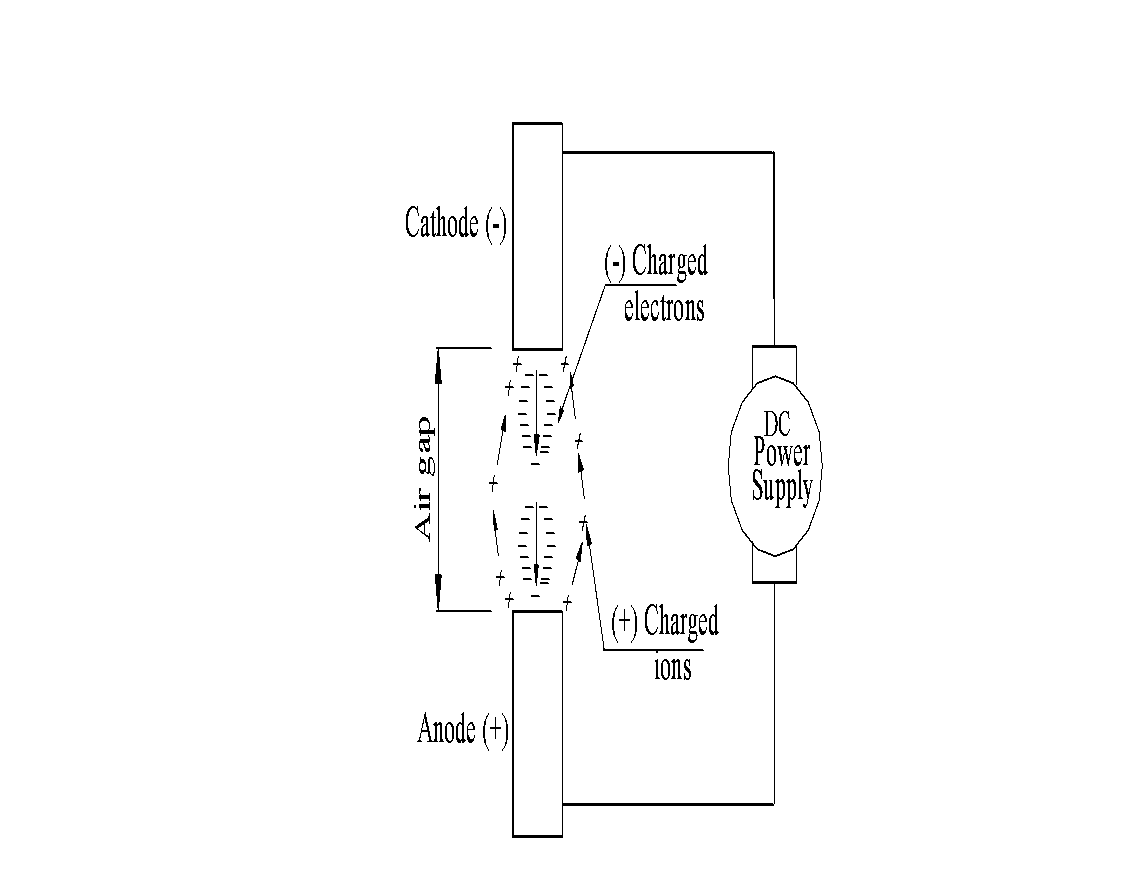 Cathode (-)
(-) Charged
electrons
Air gap
DC
Power
Supply
(+) Charged
ions
Anode (+)